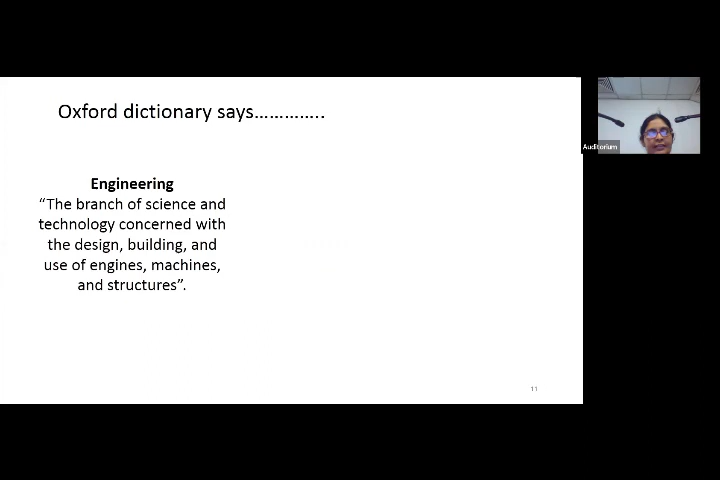 Oxford dictionary says…………..
Engineering
“The branch of science and
technology concerned with
the design, building, and
use of engines, machines,
and structures”.
11
Auditorium